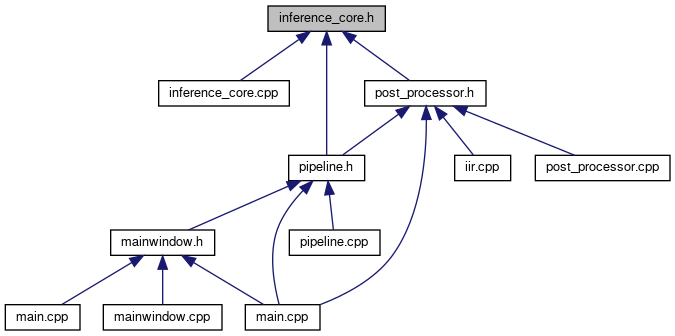 inference_core.h
inference_core.cpp
post_processor.h
pipeline.h
iir.cpp
post_processor.cpp
mainwindow.h
pipeline.cpp
main.cpp
mainwindow.cpp
main.cpp